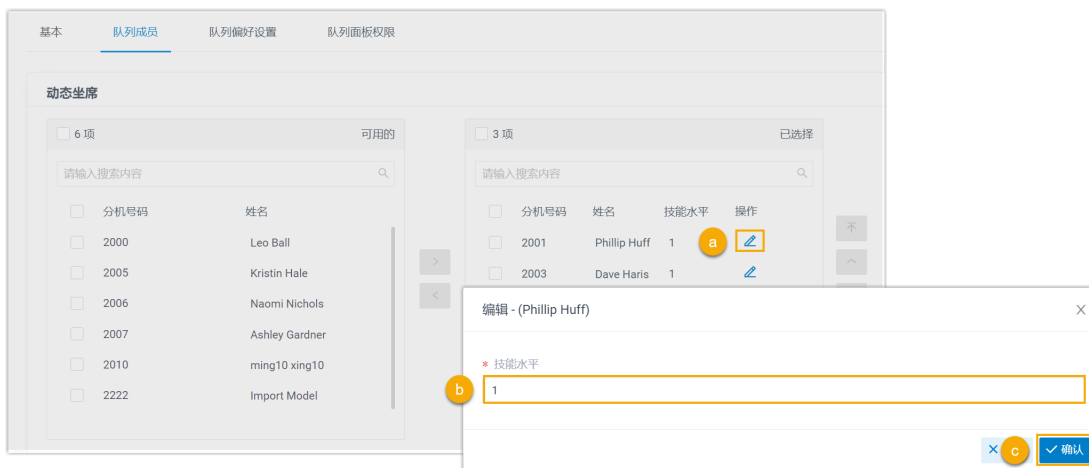 基本 队列成员 队列偏好设置 队列面板权限
动态坐席
6 项 可用的
请输入搜索内容
分机号码 姓名
2000 Leo Ball
2005 Kristin Hale
2006 Naomi Nichols
2007 Ashley Gardner
2010 ming10 xing10
2222 Import Model
3 项 已选择
请输入搜索内容
分机号码 姓名 技能水平 操作
2001 Phillip Huff 1 a
2003 Dave Haris 1
编辑 - (Phillip Huff) X
* 技能水平
b 1
c 确认